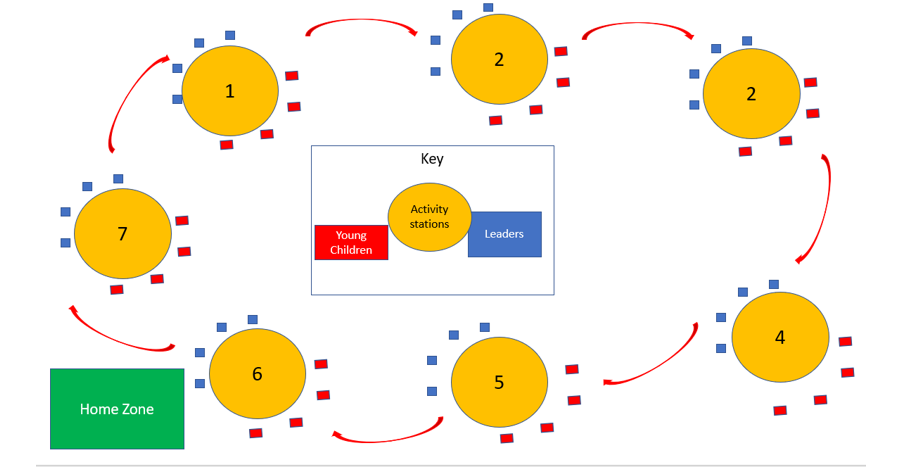 1
2
2
Key
Activity
stations
Young
Children
Leaders
7
4
6
5
Home Zone